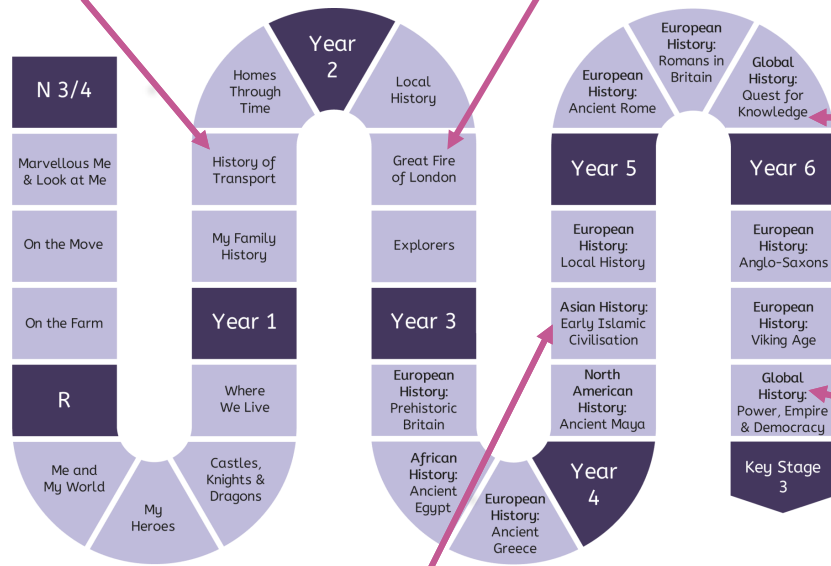 N 3/4
Marvellous Me
& Look at Me
On the Move
On the Farm
R
Me and
My World
My
Heroes
Castles,
Knights &
Dragons
Where
We Live
Year 1
My Family
History
History of
Transport
Homes
Through
Time
Year
2
Local
History
Great Fire
of London
Explorers
Year 3
European
History:
Prehistoric
Britain
African
History:
Ancient
Egypt
European
History:
Ancient
Greece
Year
4
North
American
History:
Ancient Maya
Asian History:
Early Islamic
Civilisation
European
History:
Local History
Year 5
European
History:
Ancient Rome
European
History:
Romans in
Britain
Global
History:
Quest for
Knowledge
Year 6
European
History:
Anglo-Saxons
European
History:
Viking Age
Global
History:
Power, Empire
& Democracy
Key Stage
3